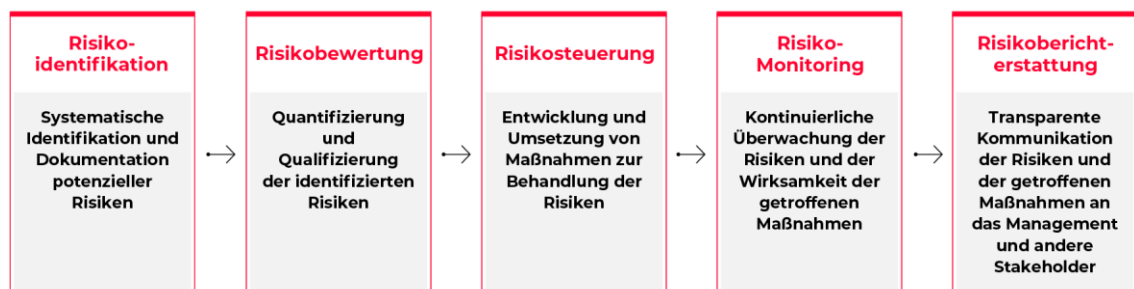 Risiko-
identifikation
Systematische
Identifikation und
Dokumentation
potenzieller
Risiken
Risikobewertung
Quantifizierung
und
Qualifizierung
der identifizierten
Risiken
Risikosteuerung
Entwicklung und
Umsetzung von
Maßnahmen zur
Behandlung der
Risiken
Risiko-
Monitoring
Kontinuierliche
Überwachung der
Risiken und der
Wirksamkeit der
getroffenen
Maßnahmen
Risikobericht-
erstattung
Transparente
Kommunikation
der Risiken und
der getroffenen
Maßnahmen an
das Management
und andere
Stakeholder